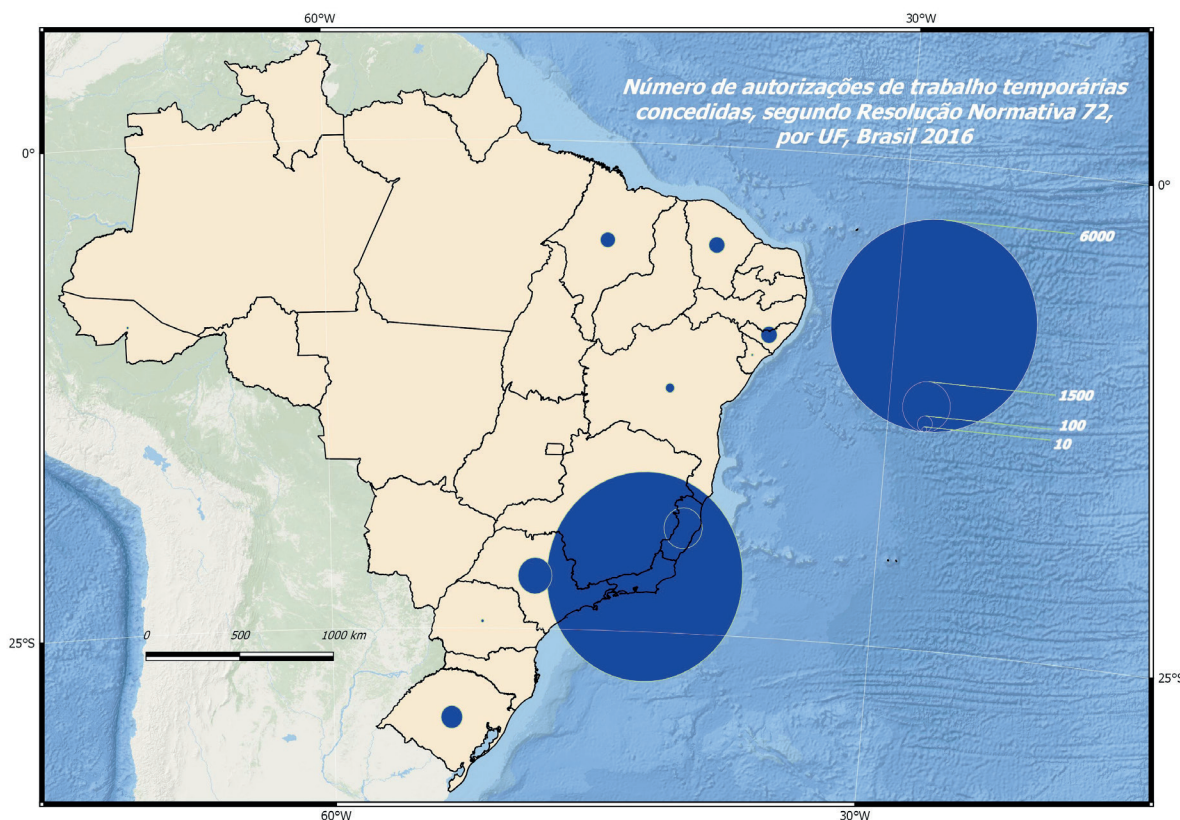 60°W
30°W
Número de autorizações de trabalho temporárias
concedidas, segundo Resolução Normativa 72,
por UF, Brasil 2016
0°
0°
6000
1500
100
10
0 500 1000 km
25°S
25°S
60°W
30°W